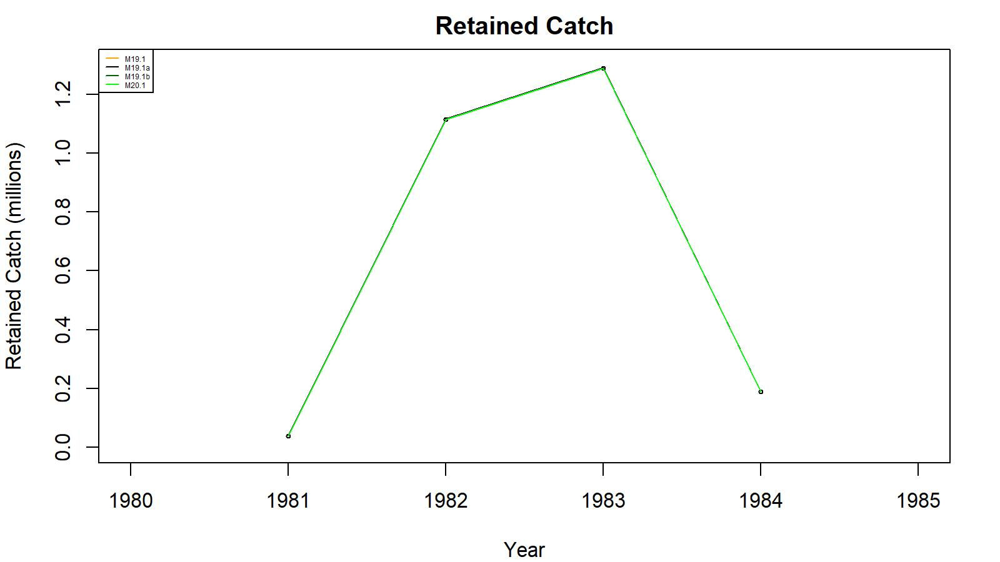 Retained Catch
M19.1
M19.1a
M19.1b
M20.1
Retained Catch (millions)
1.2
1.0
0.8
0.6
0.4
0.2
0.0
1980 1981 1982 1983 1984 1985
Year